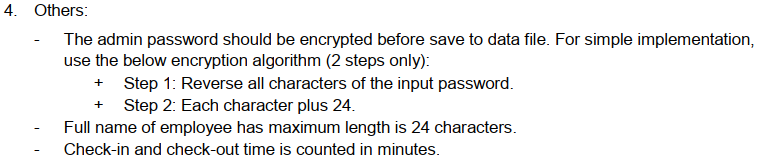 4. Others:
- The admin password should be encrypted before save to data file. For simple implementation,
use the below encryption algorithm (2 steps only):
+ Step 1: Reverse all characters of the input password.
+ Step 2: Each character plus 24.
- Full name of employee has maximum length is 24 characters.
- Check-in and check-out time is counted in minutes.